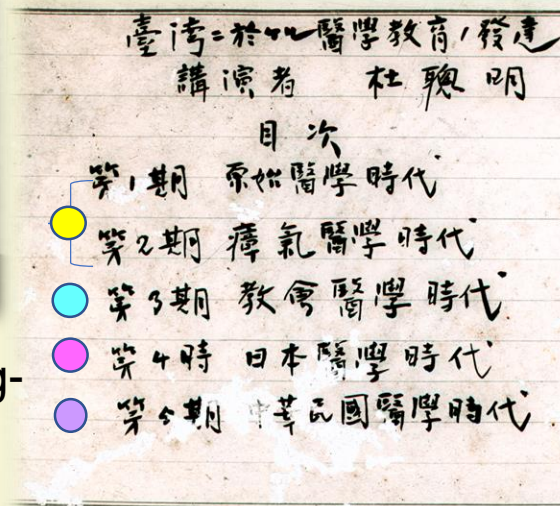 臺湾ニ於ケル醫學教育ノ發達
講演者 杜聰明
目次
第1期 原始醫學時代
第2期 瘴氣醫學時代
第3期 教會醫學時代
第4時 日本醫學時代
g-
第5期 中華民國醫學時代